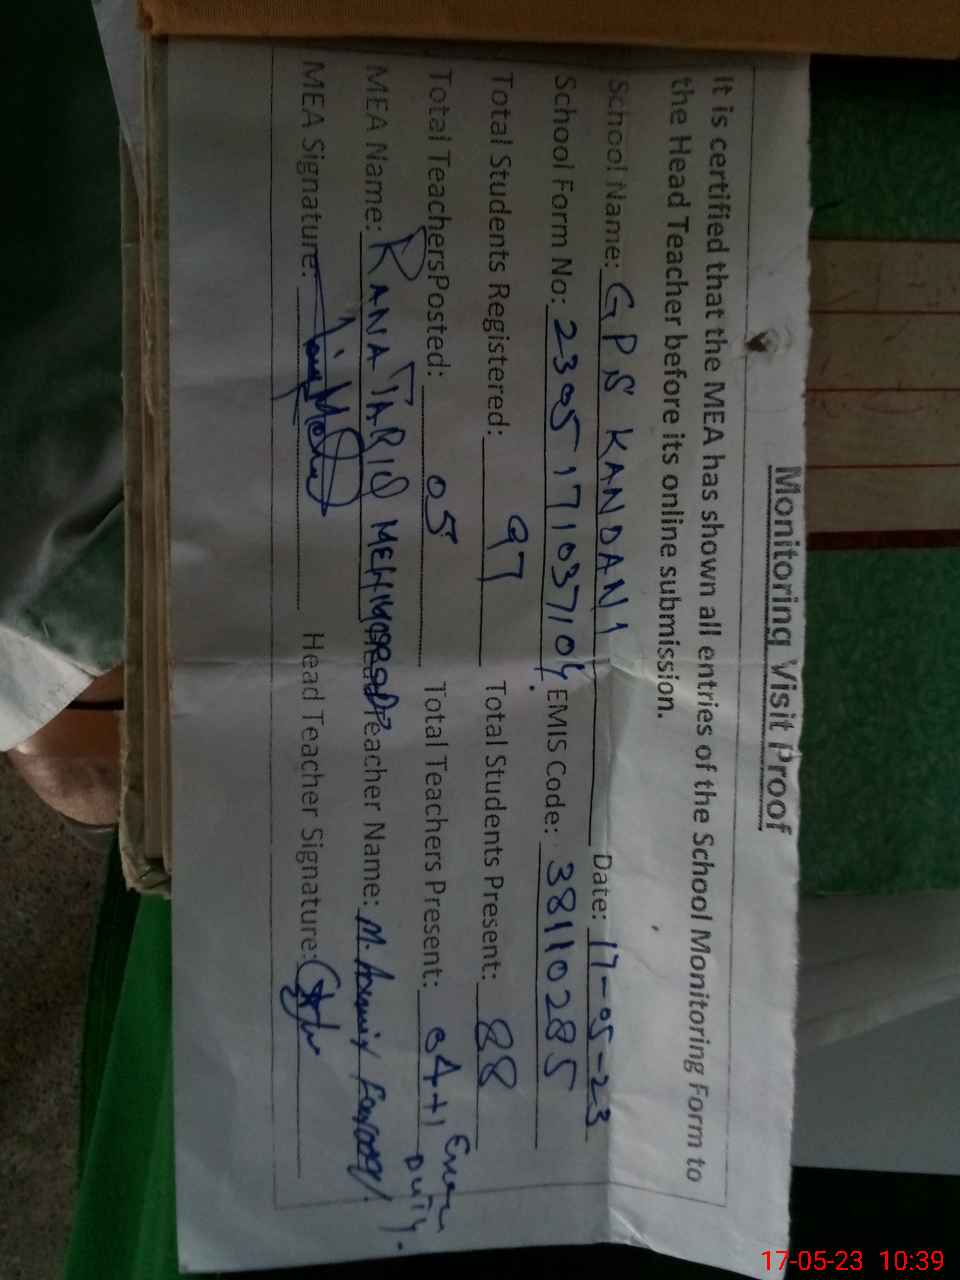 Monitoring Visit Proof
It is certified that the MEA has shown all entries of the School Monitoring Form to
the Head Teacher before its online submission.
School Name: GPS KANDANI Date: 17-05-23
School Form No: 2305171037104 EMIS Code: 38110285
Total Students Registered: 97 Total Students Present: 88
Total TeachersPosted: 05 Total Teachers Present: 04+1 DUTY.
MEA Name: RANA TARIQ MEHMOOD Teacher Name: M.
MEA Signature: Head Teacher Signature:
17-05-23 10:39